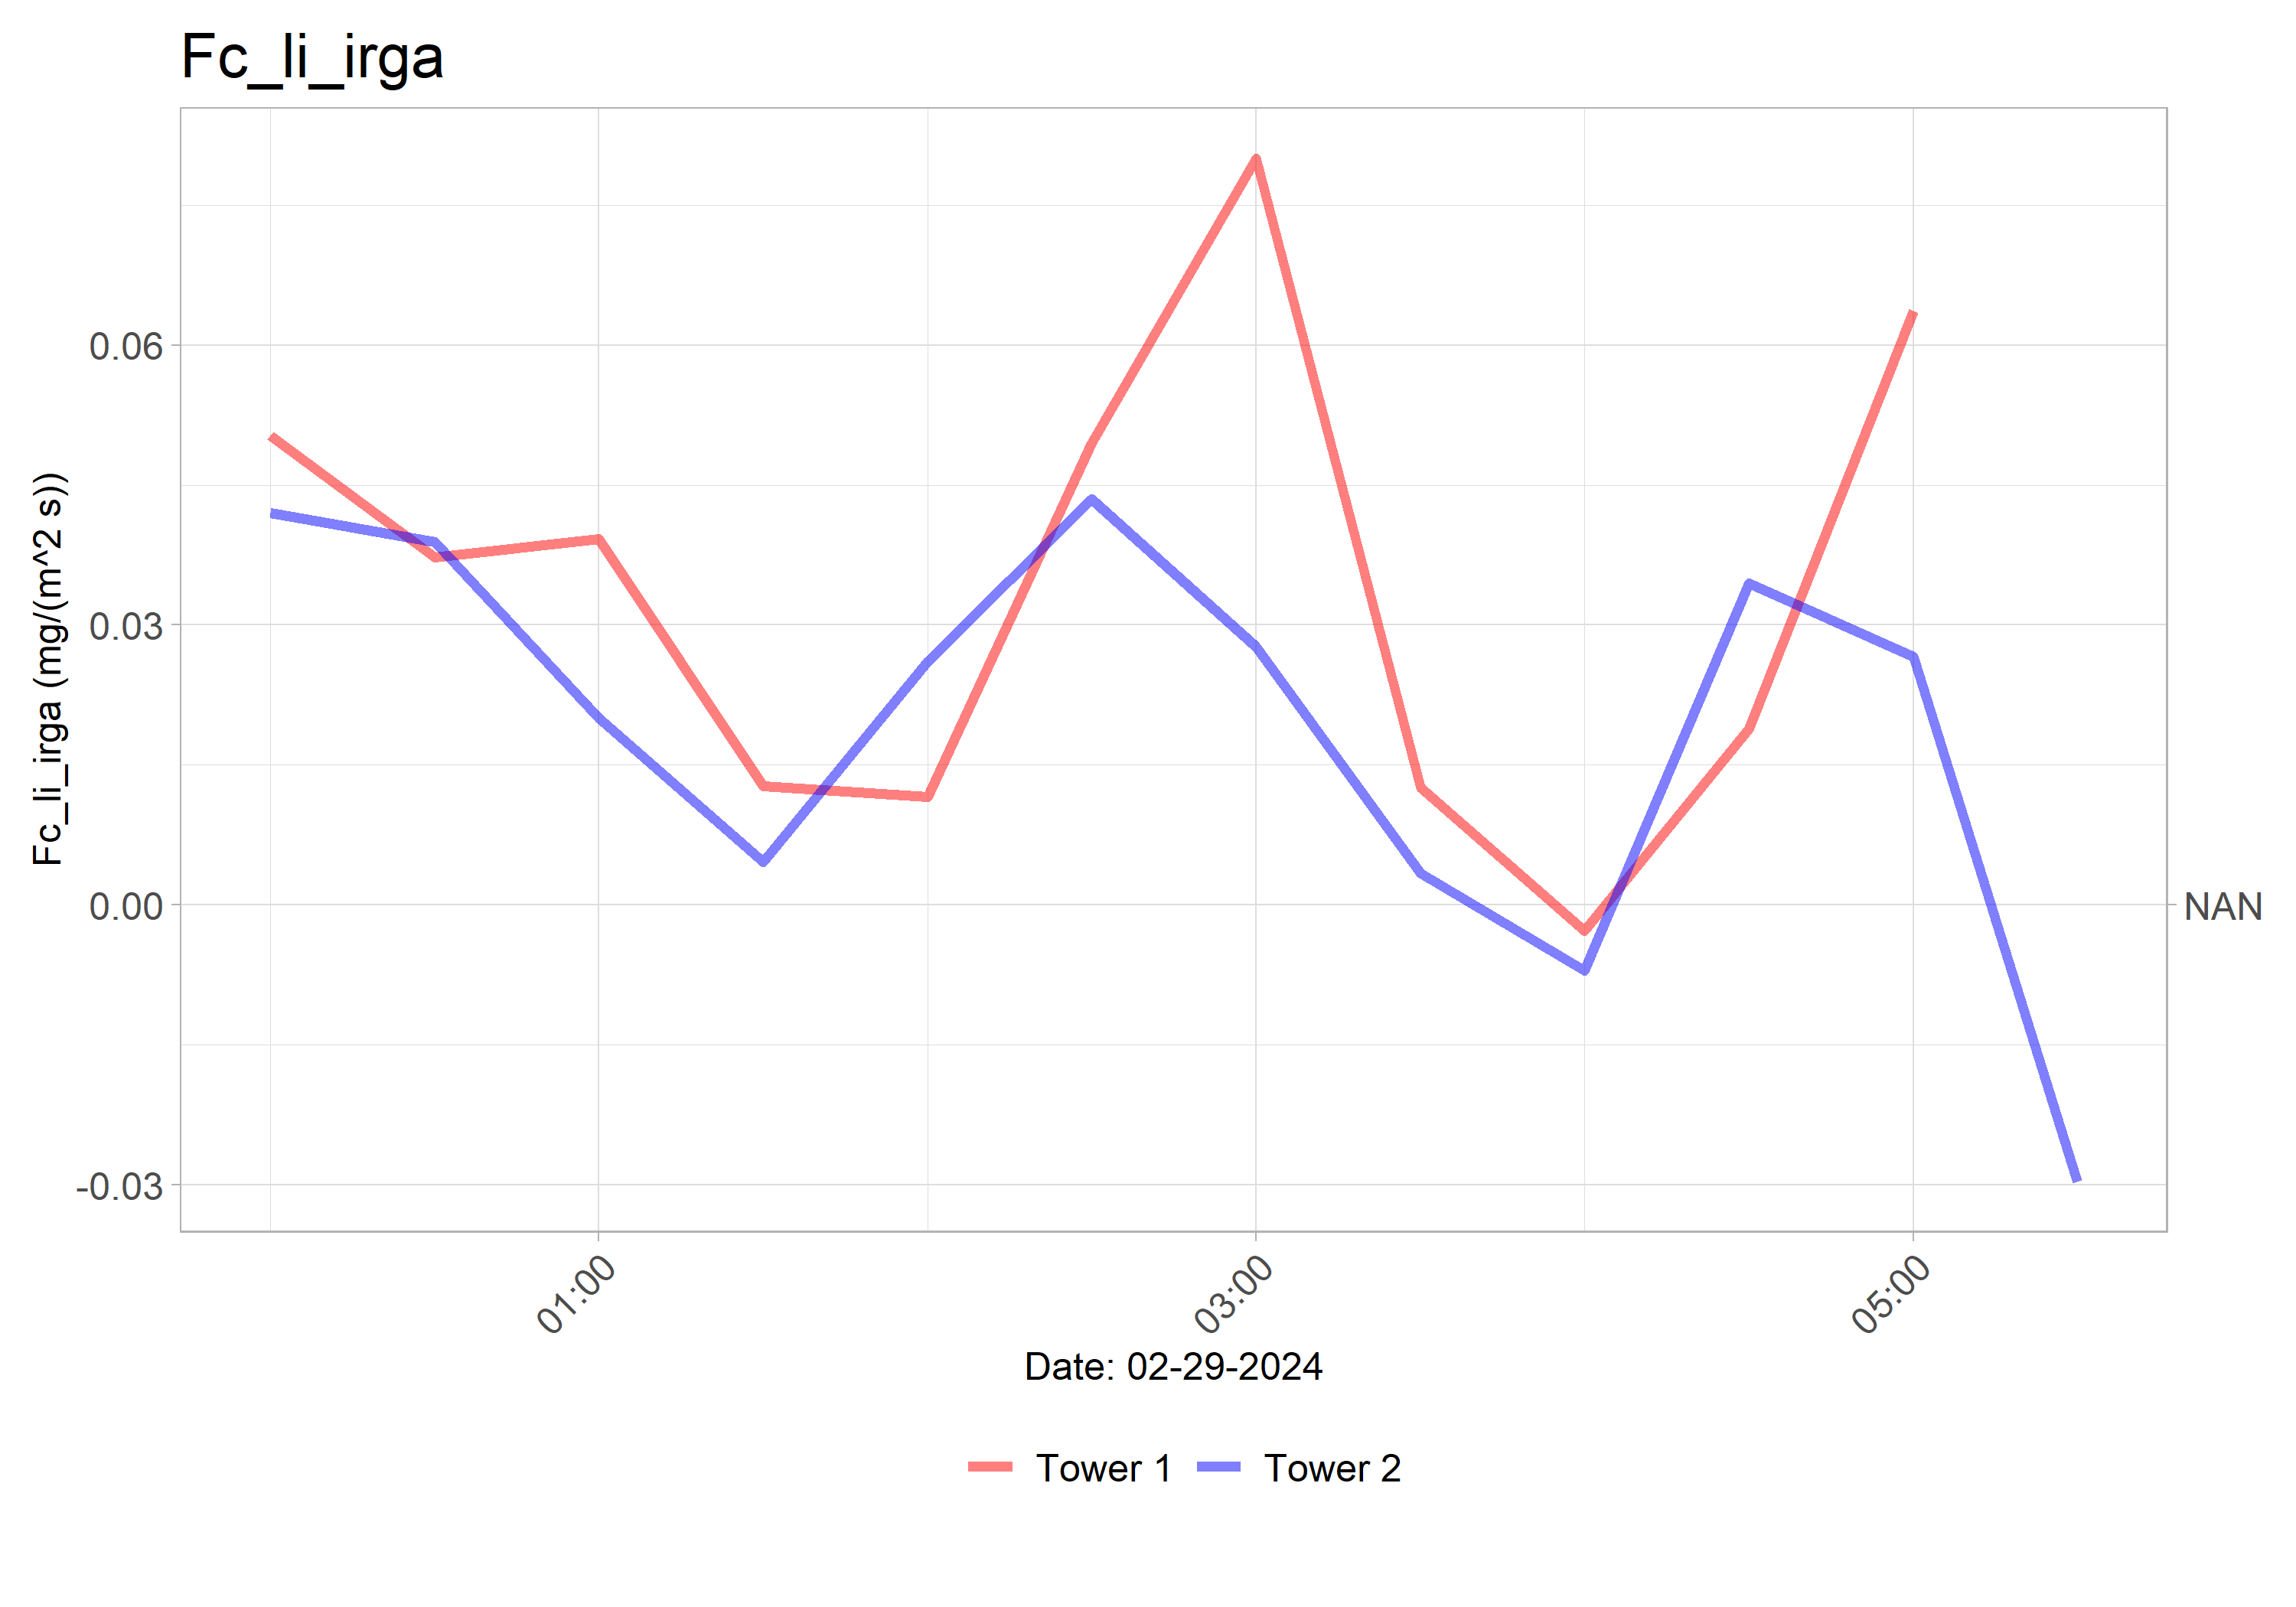 Fc_li_irga
Fc_li_irga (mg/(m^2 s))
0.06
0.03
0.00
-0.03
NAN
01:00
03:00
05:00
Date: 02-29-2024
Tower 1
Tower 2